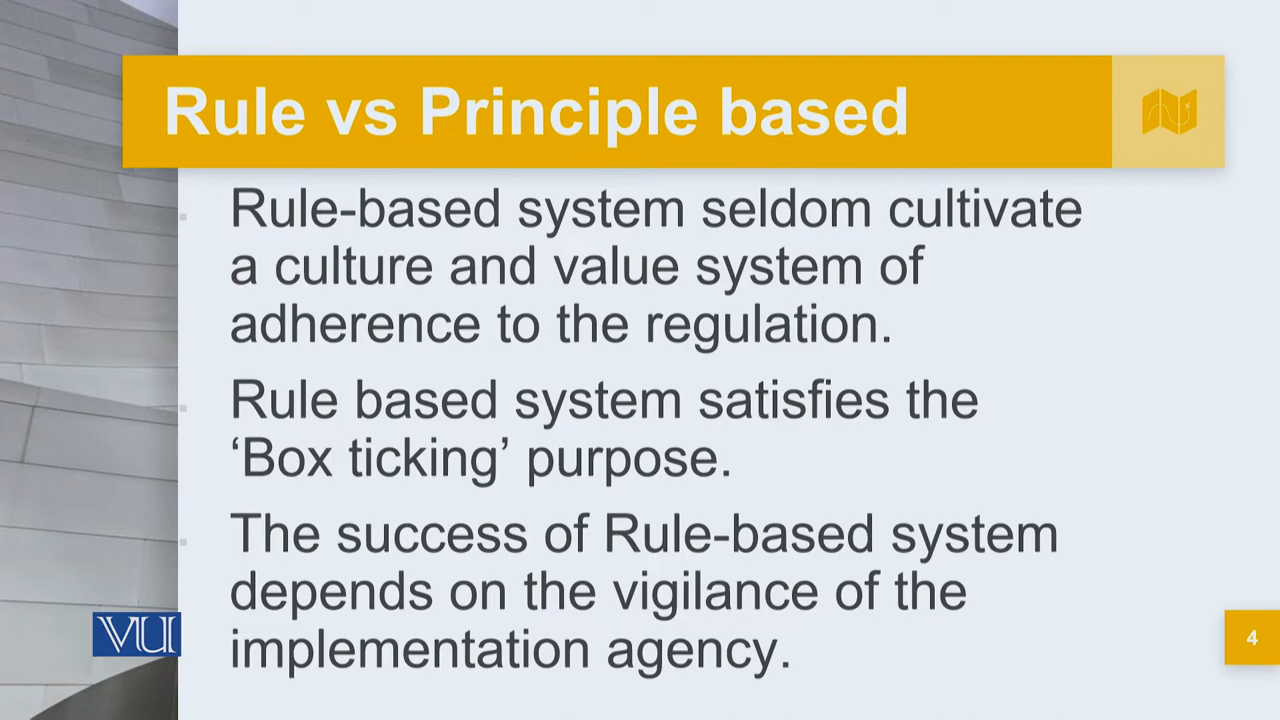 Rule vs Principle based
Rule-based system seldom cultivate
a culture and value system of
adherence to the regulation.
Rule based system satisfies the
‘Box ticking’ purpose.
The success of Rule-based system
depends on the vigilance of the
implementation agency.
VU
4